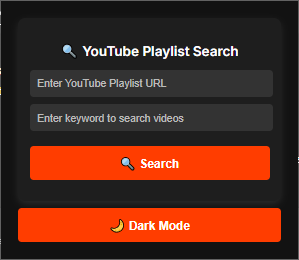 🔍 YouTube Playlist Search
Enter YouTube Playlist URL
Enter keyword to search videos
🔍 Search
🌙 Dark Mode